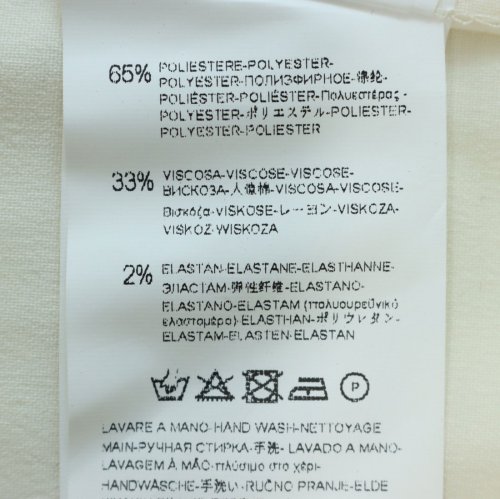 65% POLIESTERE-POLYESTER-
POLYESTER-ПОЛИЭФИРНОЕ-涤纶-
POLIÉSTER-POLIÉSTER-Πολυεστέρας-
POLYESTER-ポリエステル-POLIESTER-
POLYESTER-POLIESTER
33% VISCOSA-VISCOSE-VISCOSE-
ВИСКОЗА-人造棉-VISCOSA-VISCOSE-
Βισκόζα-VISKOSE-レーヨン-VISKOZA-
VISKOZ-WISKOZA
2% ELASTAN-ELASTANE-ELASTHANNE-
ЭЛАСТАМ-弹性纤维-ELASTANO-
ELASTANO-ELASTAM (πολυουρεϋνικό
ελαστομερα) ELASTHAN-ポリウレタン-
ELASTAM-ELASTEN-ELASTAN
P
LAVARE A MANO-HAND WASH-NETTOYAGE
MAIN-РУЧНАЯ СТИРКА-手洗- LAVADO A MANO-
LAVAGEM À MÃO-πλύσιμο στο χέρι-
HANDWÄSCHE-手洗い-RUČNO PRANJE-ELDE